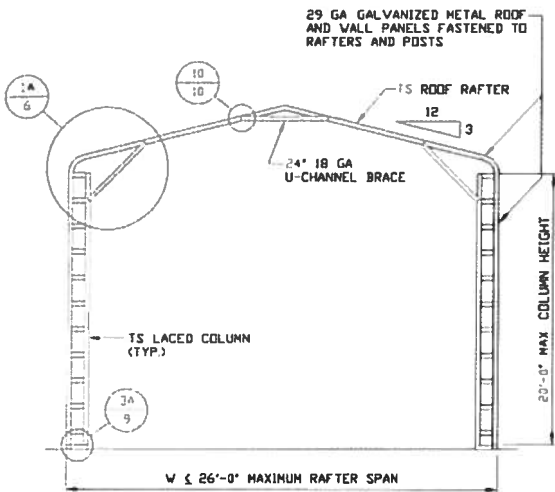 29 GA GALVANIZED METAL ROOF
AND WALL PANELS FASTENED TO
RAFTERS AND POSTS
1A
6
10
10
TS ROOF RAFTER
12
3
24" 18 GA
U-CHANNEL BRACE
TS LACED COLUMN
(TYP.)
20'-0" MAX COLUMN HEIGHT
3A
9
W ≤ 26'-0" MAXIMUM RAFTER SPAN